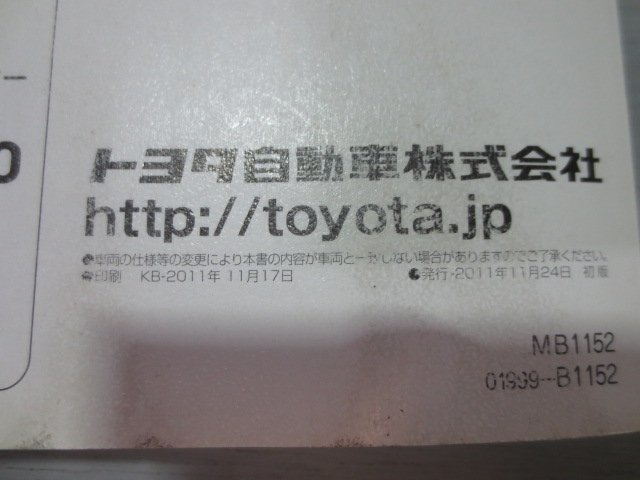 トヨタ自動車株式会社
http://toyota.jp
●車両の仕様等の変更により本書の内容が車両と一致しない場合がありますのでご了承ください。
●印刷 KB-2011年 11月17日 ●発行-2011年11月24日 初版
MB1152
01999-B1152